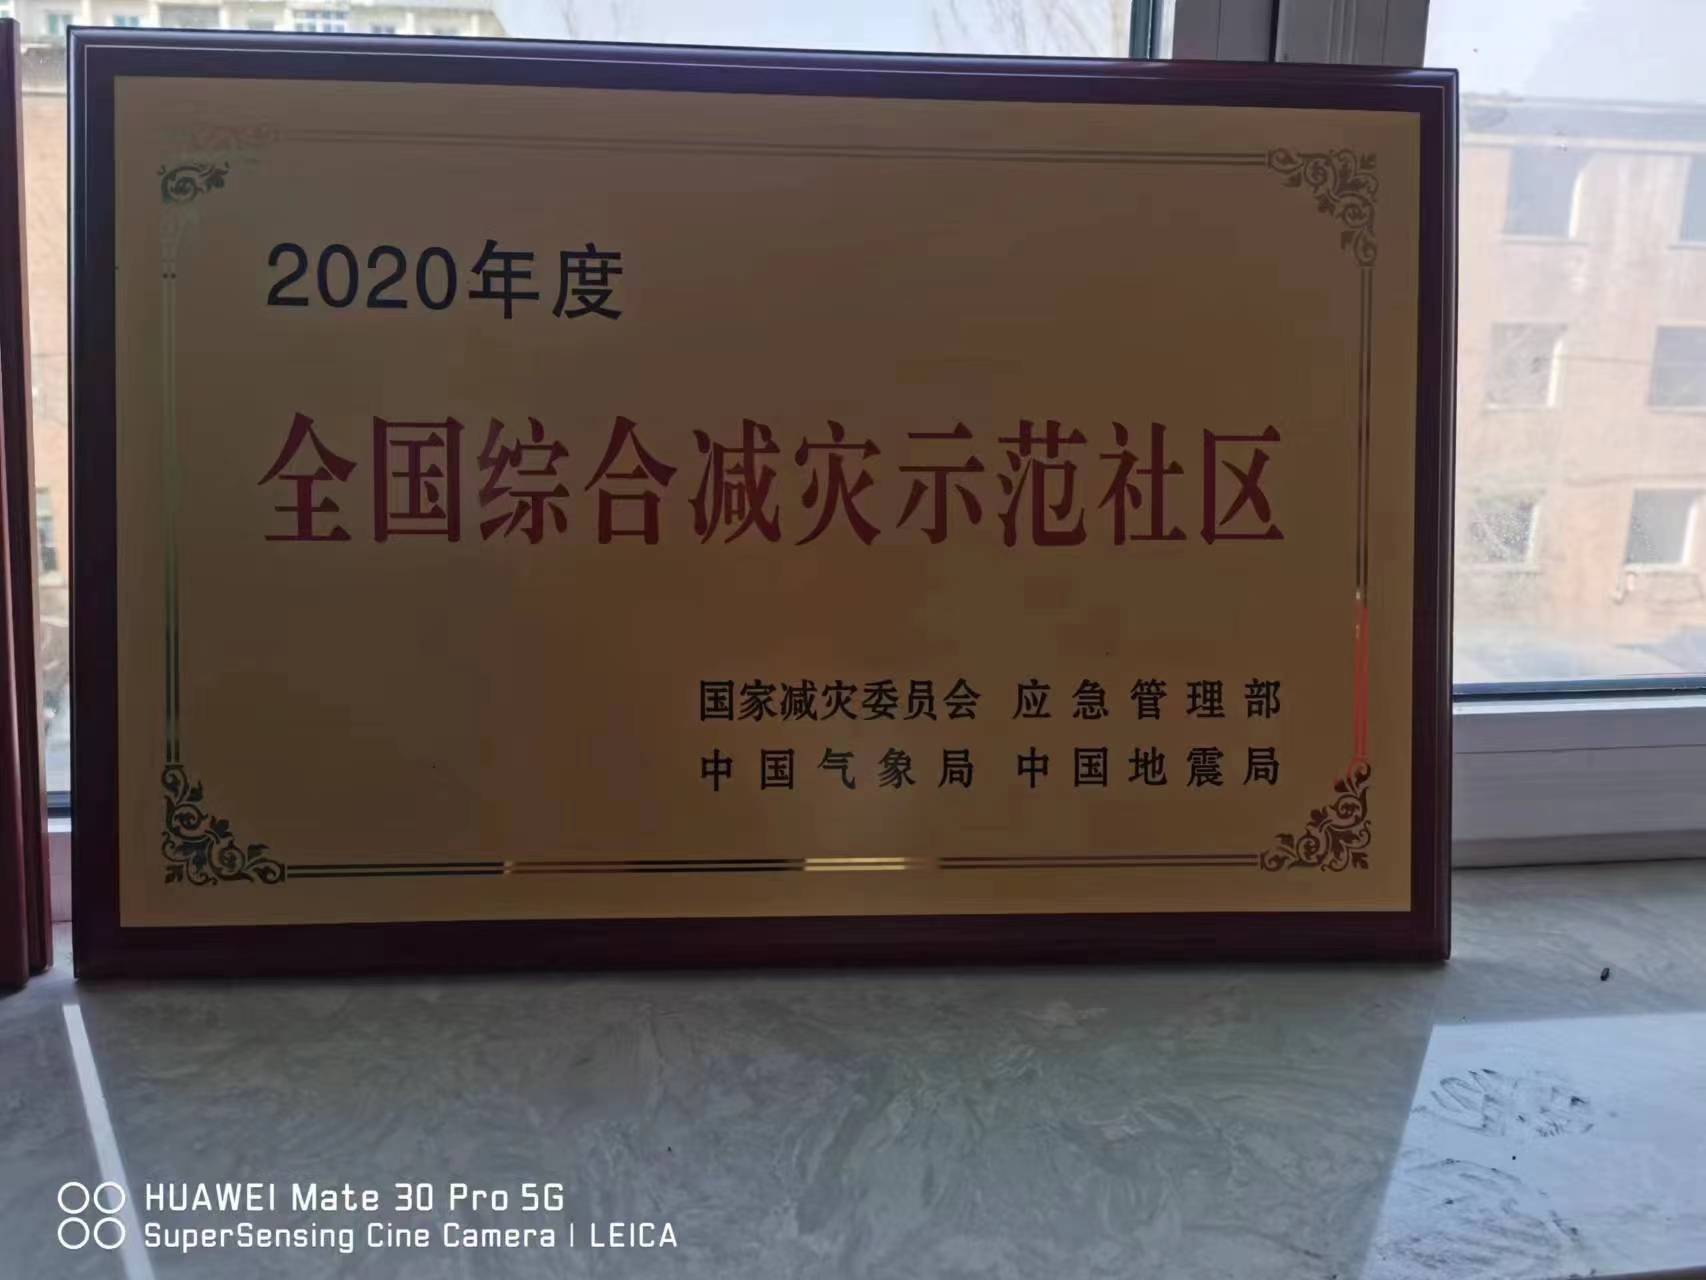 2020年度
全国综合减灾示范社区
国家减灾委员会 应急管理部
中国气象局 中国地震局
HUAWEI Mate 30 Pro 5G
SuperSensing Cine Camera | LEICA